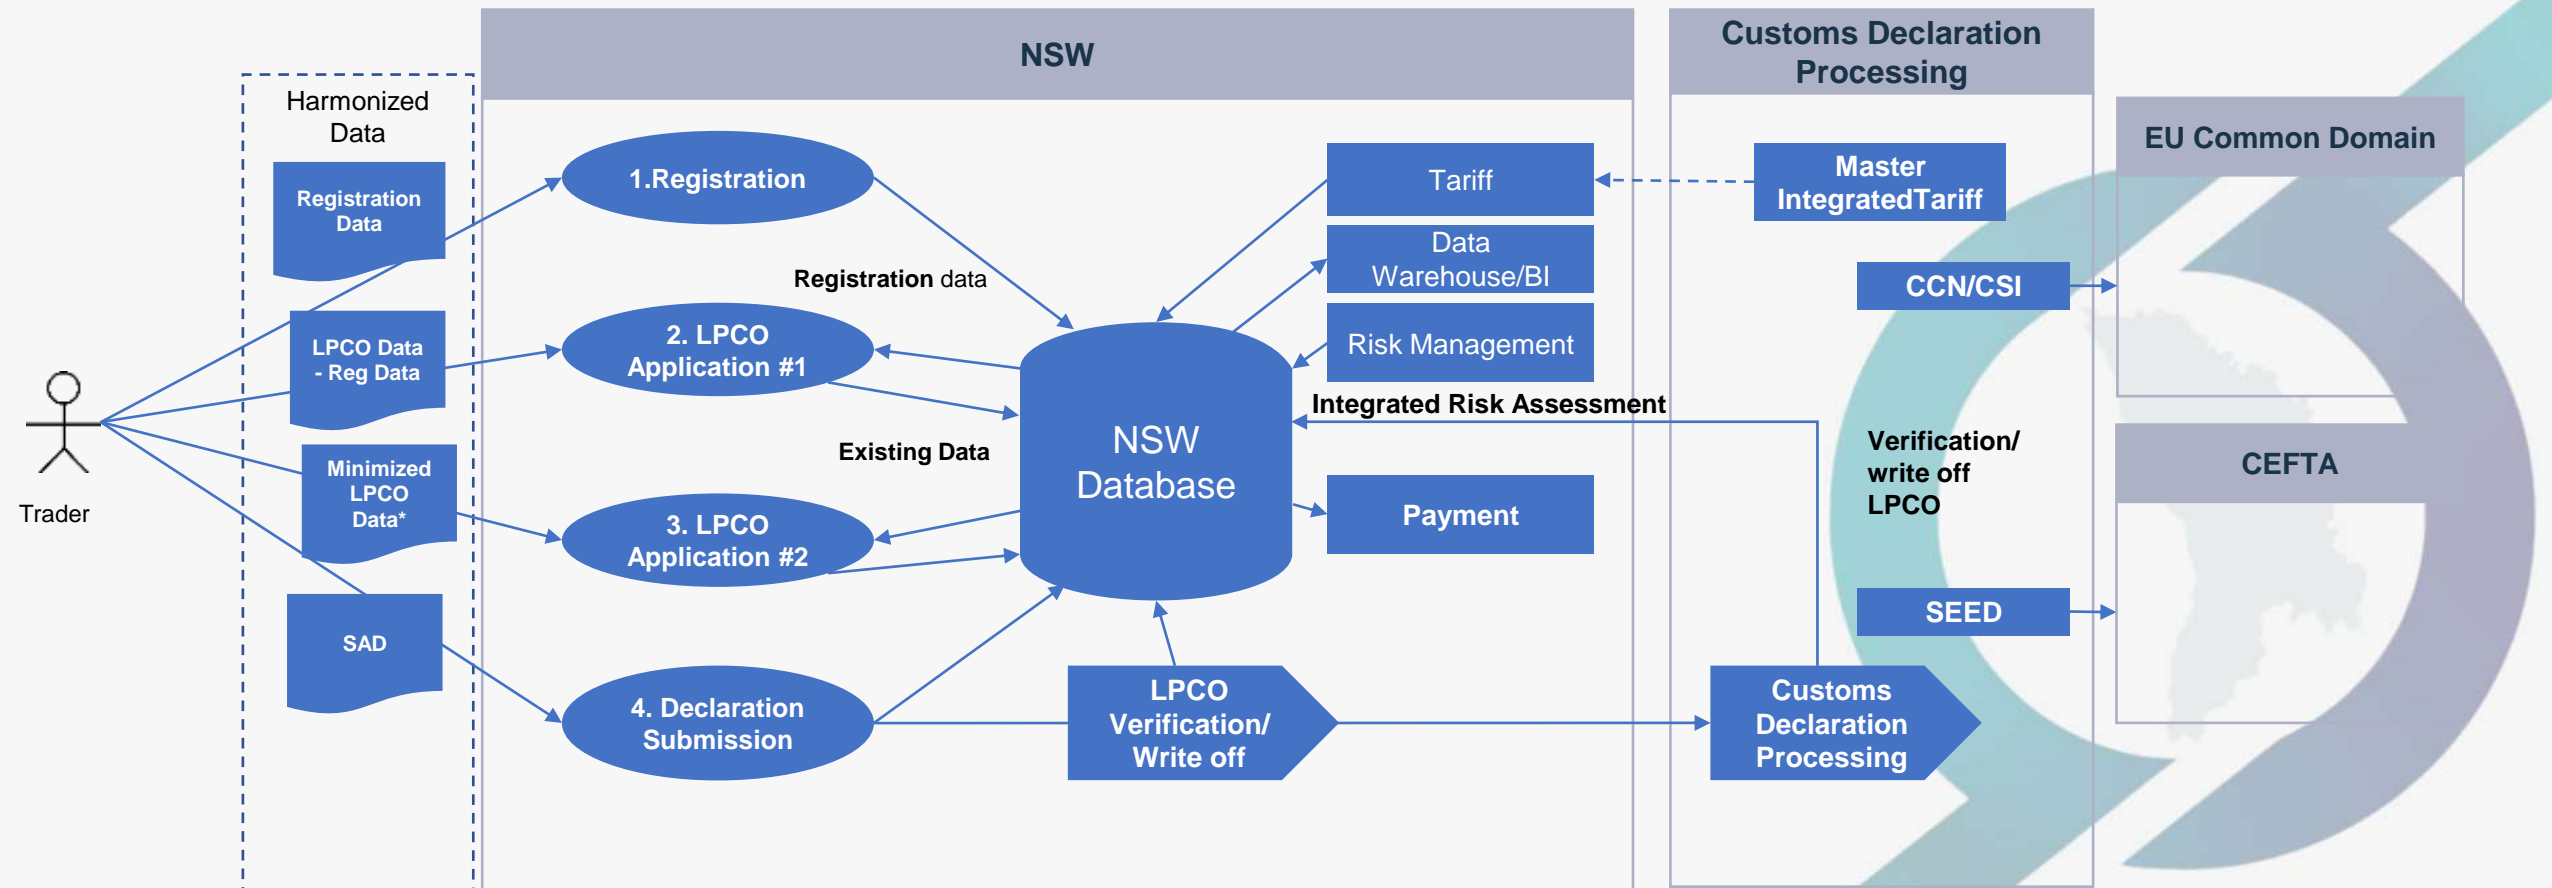 NSW
Customs Declaration
Processing
Harmonized
Data
EU Common Domain
Registration
Data
1.Registration
Tariff
Master
IntegratedTariff
Registration data
Data
Warehouse/BI
CCN/CSI
LPCO Data
- Reg Data
2. LPCO
Application #1
Risk Management
Integrated Risk Assessment
Trader
Minimized
LPCO
Data*
Existing Data
NSW
Database
Verification/
write off
LPCO
CEFTA
3. LPCO
Application #2
Payment
SAD
SEED
4. Declaration
Submission
LPCO
Verification/
Write off
Customs
Declaration
Processing